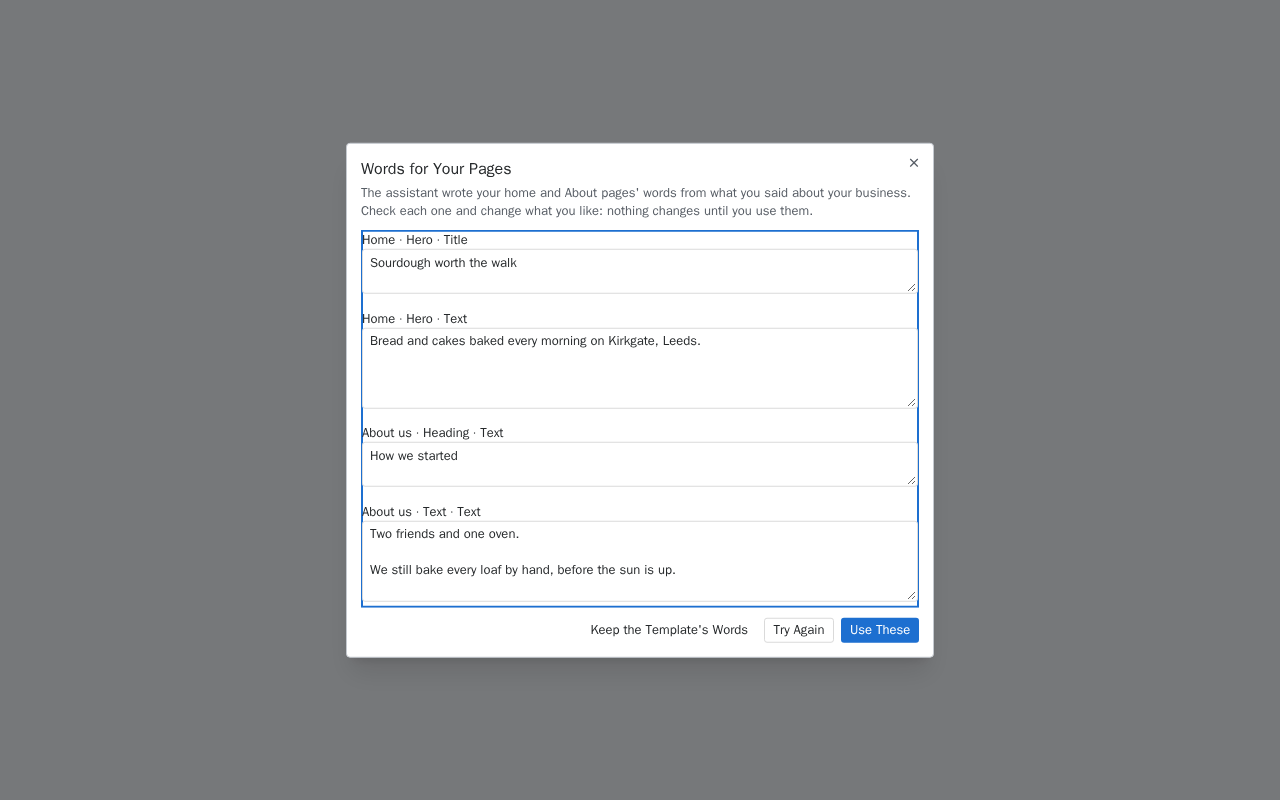 Words for Your Pages
The assistant wrote your home and About pages' words from what you said about your business.
Check each one and change what you like: nothing changes until you use them.
Home · Hero · Title
Sourdough worth the walk
Home · Hero · Text
Bread and cakes baked every morning on Kirkgate, Leeds.
About us · Heading · Text
How we started
About us · Text · Text
Two friends and one oven.
We still bake every loaf by hand, before the sun is up.
Keep the Template's Words
Try Again
Use These